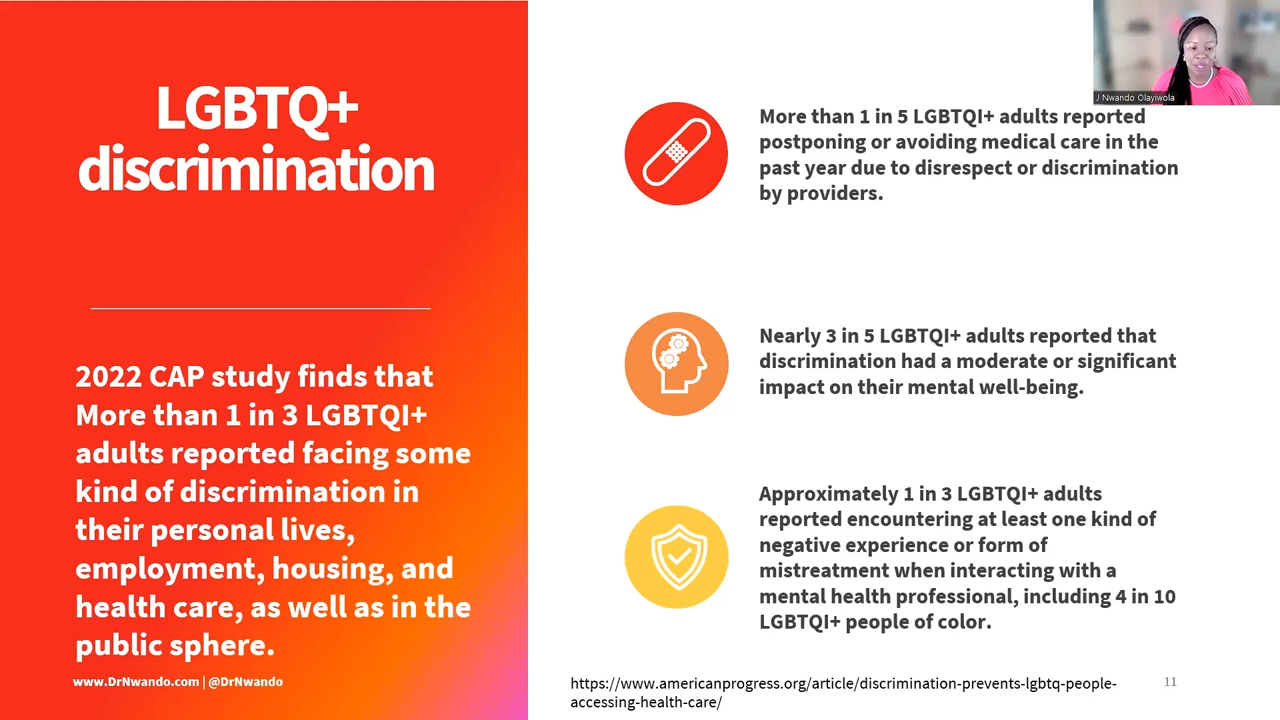 LGBTQ+
discrimination
2022 CAP study finds that
More than 1 in 3 LGBTQI+
adults reported facing some
kind of discrimination in
their personal lives,
employment, housing, and
health care, as well as in the
public sphere.
www.DrNwando.com | @DrNwando
J Nwando Olayiwola
More than 1 in 5 LGBTQI+ adults reported
postponing or avoiding medical care in the
past year due to disrespect or discrimination
by providers.
Nearly 3 in 5 LGBTQI+ adults reported that
discrimination had a moderate or significant
impact on their mental well-being.
Approximately 1 in 3 LGBTQI+ adults
reported encountering at least one kind of
negative experience or form of
mistreatment when interacting with a
mental health professional, including 4 in 10
LGBTQI+ people of color.
https://www.americanprogress.org/article/discrimination-prevents-lgbtq-people-
accessing-health-care/
11